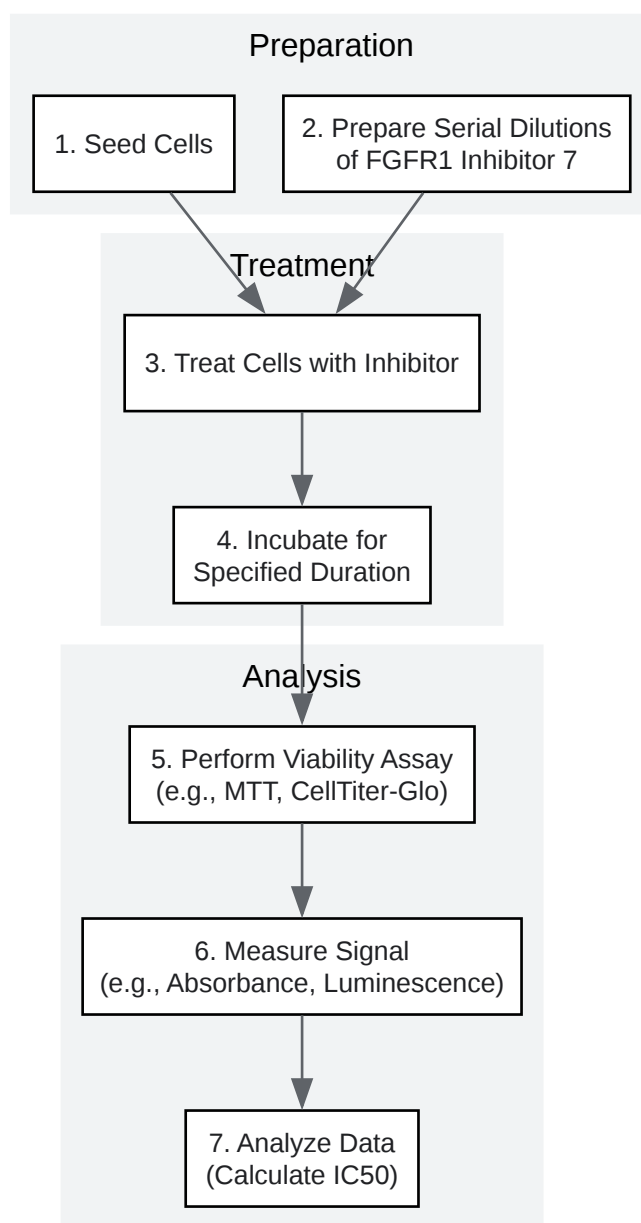 Preparation
1. Seed Cells
2. Prepare Serial Dilutions
of FGFR1 Inhibitor 7
Treatment
3. Treat Cells with Inhibitor
4. Incubate for
Specified Duration
Analysis
5. Perform Viability Assay
(e.g., MTT, CellTiter-Glo)
6. Measure Signal
(e.g., Absorbance, Luminescence)
7. Analyze Data
(Calculate IC50)